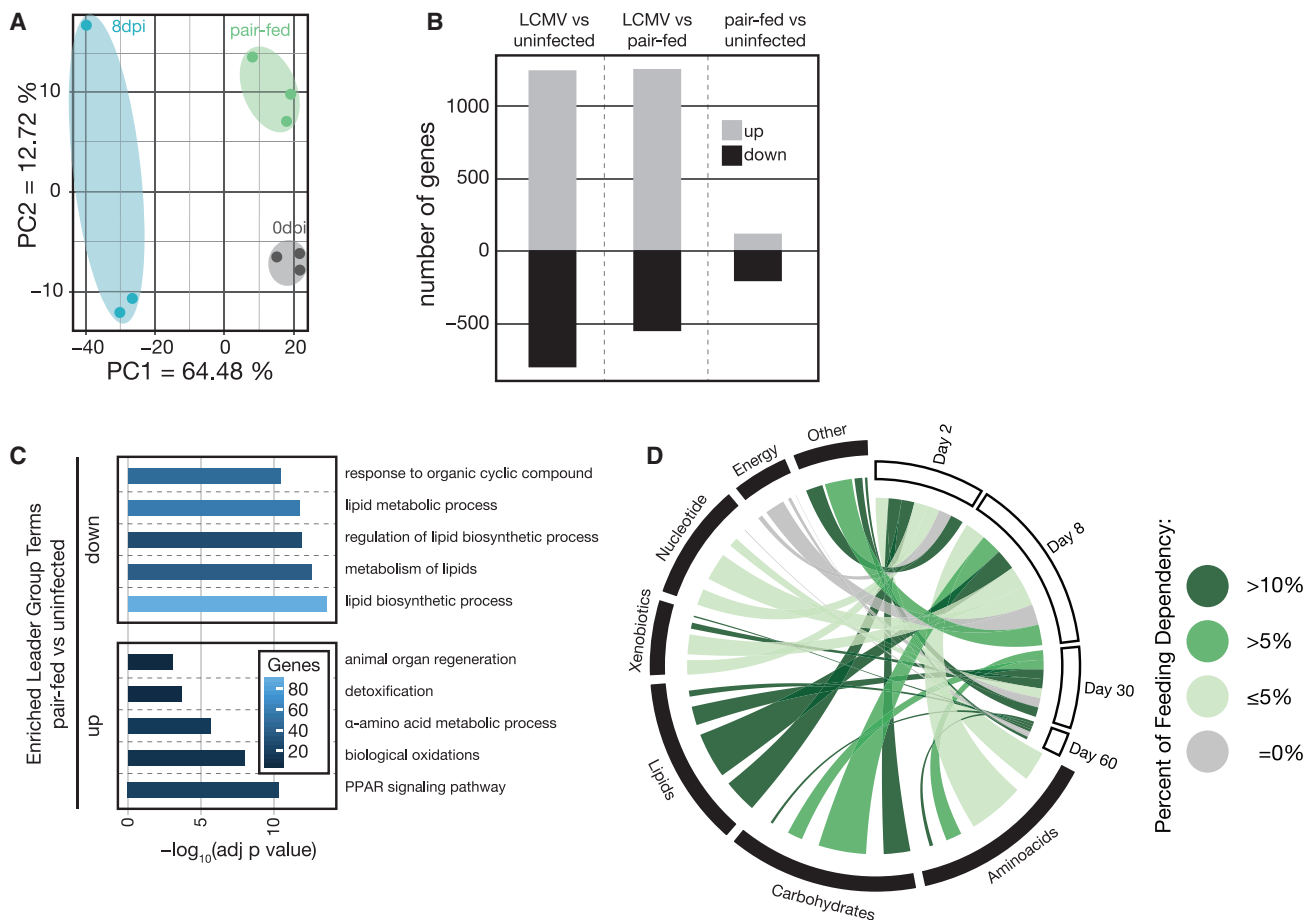 A
8dpi
pair-fed
0dpi
10
0
−10
PC2 = 12.72 %
−40
−20
0
20
PC1 = 64.48 %
B
LCMV vs
uninfected
LCMV vs
pair-fed
pair-fed vs
uninfected
1000
500
0
−500
number of genes
up
down
C
Enriched Leader Group Terms
pair-fed vs uninfected
down
response to organic cyclic compound
lipid metabolic process
regulation of lipid biosynthetic process
metabolism of lipids
lipid biosynthetic process
up
animal organ regeneration
detoxification
α-amino acid metabolic process
biological oxidations
PPAR signaling pathway
Genes
80
60
40
20
0
5
10
−log10(adj p value)
D
Day 2
Day 8
Day 30
Day 60
Aminoacids
Carbohydrates
Lipids
Xenobiotics
Nucleotide
Energy
Other
Percent of Feeding Dependency:
>10%
>5%
≤5%
=0%